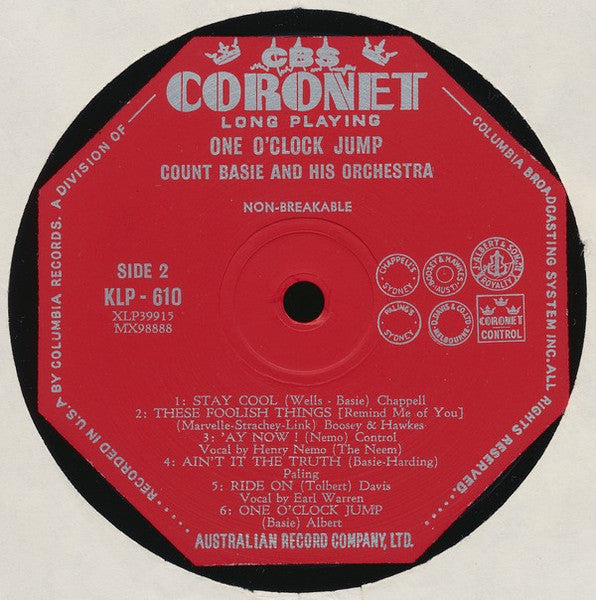 CBS
CORONET
LONG PLAYING
ONE O'CLOCK JUMP
COUNT BASIE AND HIS ORCHESTRA
NON-BREAKABLE
SIDE 2
KLP - 610
XLP39915
MX98888
CHAPPELL'S SYDNEY
BOOSEY & HAWKES (AUST)
J. ALBERT & SON
ROYALTY
PALING'S SYDNEY
D. DAVIS & CO. LTD MELBOURNE
CORONET
CONTROL
1: STAY COOL (Wells - Basie) Chappell
2: THESE FOOLISH THINGS [Remind Me of You]
(Marvelle-Strachey-Link) Boosey & Hawkes
3: 'AY NOW ! (Nemo) Control
Vocal by Henry Nemo (The Neem)
4: AIN'T IT THE TRUTH (Basie-Harding)
Paling
5: RIDE ON (Tolbert) Davis
Vocal by Earl Warren
6: ONE O'CLOCK JUMP
(Basie) Albert
AUSTRALIAN RECORD COMPANY, LTD.
RECORDED IN U.S.A BY COLUMBIA RECORDS. A DIVISION OF
COLUMBIA BROADCASTING SYSTEM INC. ALL RIGHTS RESERVED